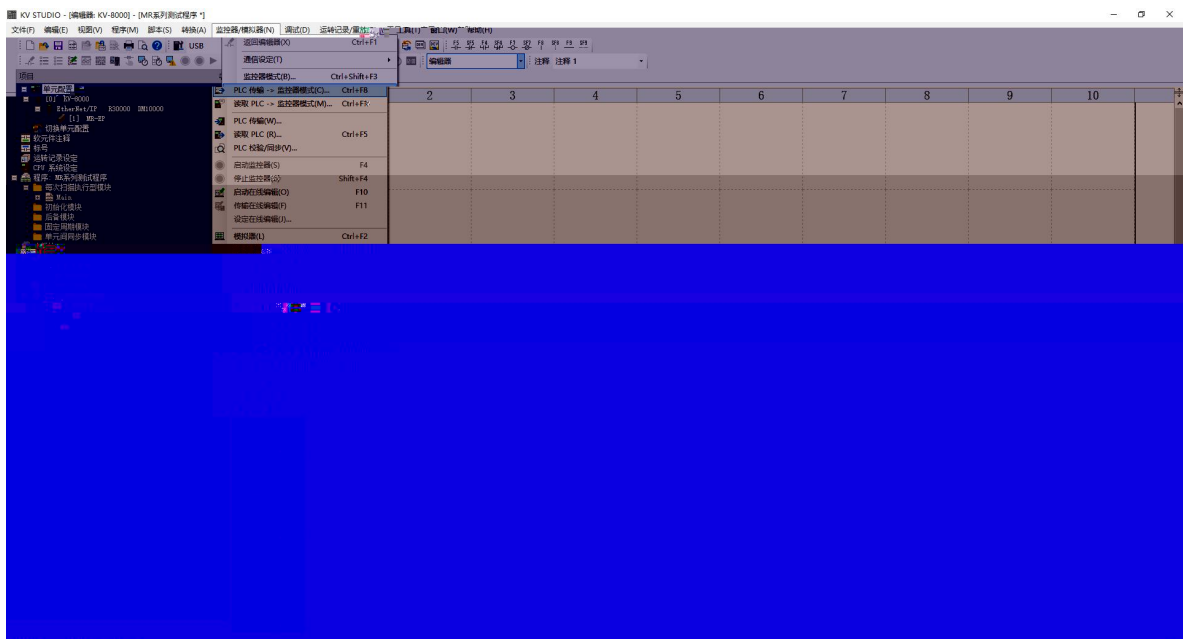 KV STUDIO - [编辑器: KV-8000] - [MR系列测试程序 *]
文件(F) 编辑(E) 视图(V) 程序(M) 脚本(S) 转换(A) 监控器/模拟器(N) 调试(D) 运转记录/重放
USB
返回编辑器(X) Ctrl+F1
通信设定(T)
编辑器 注释 注释 1
项目
监控器模式(B)... Ctrl+Shift+F3
单元配置
PLC 传输 -> 监控器模式(C)... Ctrl+F8
2 3 4 5 6 7 8 9 10
[0] KV-8000
读取 PLC -> 监控器模式(M)...
EtherNet/IP R30000 DM10000
[1] MR-EP
PLC 传输(W)...
切换单元配置
软元件注释
读取 PLC (R)... Ctrl+F5
标号
PLC 校验/同步(V)...
运转记录设定
CPU 系统设定
启动监控器(S) F4
程序: MR系列测试程序
停止监控器 Shift+F4
每次扫描执行型模块
启动在线编辑(O) F10
Main
初始化模块
传输在线编辑(F) F11
后备模块
设定在线编辑(J)...
固定周期模块
单元间同步模块
模拟器(L) Ctrl+F2